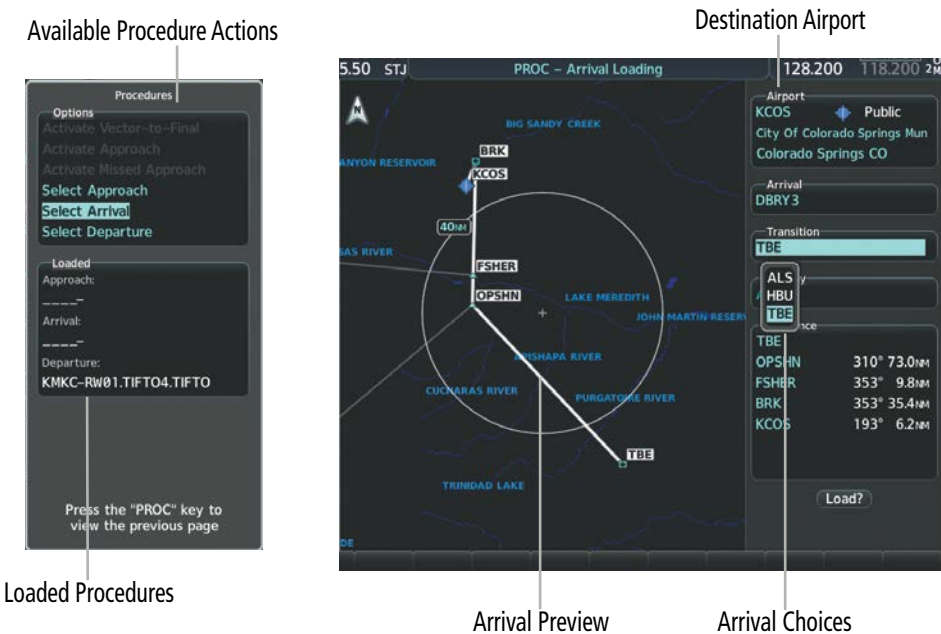 Available Procedure Actions
Destination Airport
Procedures
Options
Activate Vector-to-Final
Activate Approach
Activate Missed Approach
Select Approach
Select Arrival
Select Departure
Loaded
Approach:
____-
Arrival:
____-
Departure:
KMKC-RW01.TIFTO4.TIFTO
Press the "PROC" key to
view the previous page
Loaded Procedures
5.50 STJ
PROC – Arrival Loading
128.200 118.200
N
BIG SANDY CREEK
ANYON RESERVOIR
BRK
KCOS
40NM
SAS RIVER
FSHER
OPSHN
LAKE MEREDITH
JOHN MARTIN RESERV
APISHAPA RIVER
CUCHARAS RIVER
PURGATOIRE RIVER
TBE
TRINIDAD LAKE
DE
Airport
KCOS Public
City Of Colorado Springs Mun
Colorado Springs CO
Arrival
DBRY3
Transition
TBE
ALS
HBU
TBE
nce
TBE
OPSHN 310° 73.0NM
FSHER 353° 9.8NM
BRK 353° 35.4NM
KCOS 193° 6.2NM
Load?
Arrival Preview
Arrival Choices